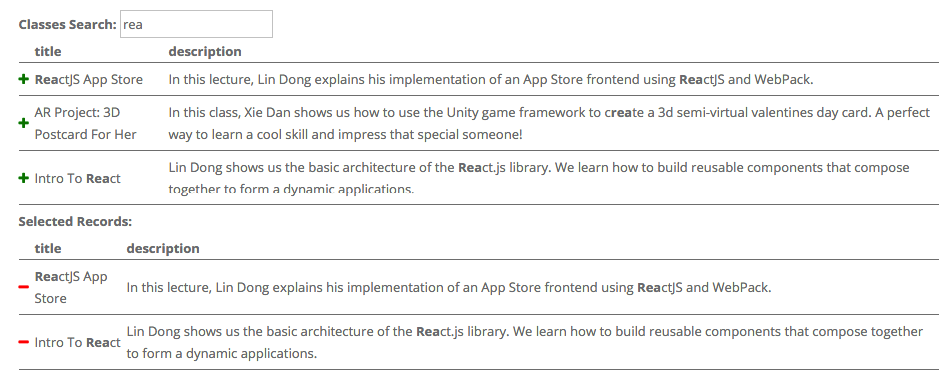 Classes Search: rea
title description
ReactJS App Store In this lecture, Lin Dong explains his implementation of an App Store frontend using ReactJS and WebPack.
AR Project: 3D In this class, Xie Dan shows us how to use the Unity game framework to create a 3d semi-virtual valentines day card. A perfect
Postcard For Her way to learn a cool skill and impress that special someone!
Lin Dong shows us the basic architecture of the React.js library. We learn how to build reusable components that compose
Intro To React
together to form a dynamic applications.
Selected Records:
title description
ReactJS App
In this lecture, Lin Dong explains his implementation of an App Store frontend using ReactJS and WebPack.
Store
Lin Dong shows us the basic architecture of the React.js library. We learn how to build reusable components that compose together
Intro To React
to form a dynamic applications.